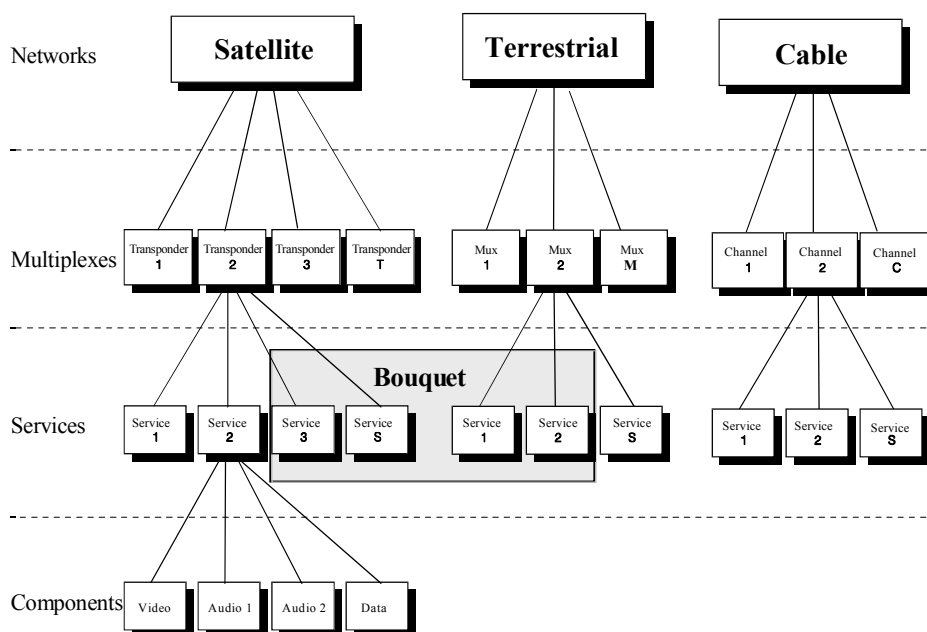 Networks
Satellite
Terrestrial
Cable
Multiplexes
Transponder
1
Transponder
2
Transponder
3
Transponder
T
Mux
1
Mux
2
Mux
M
Channel
1
Channel
2
Channel
C
Bouquet
Services
Service
1
Service
2
Service
3
Service
S
Service
1
Service
2
Service
S
Service
1
Service
2
Service
S
Components
Video
Audio 1
Audio 2
Data